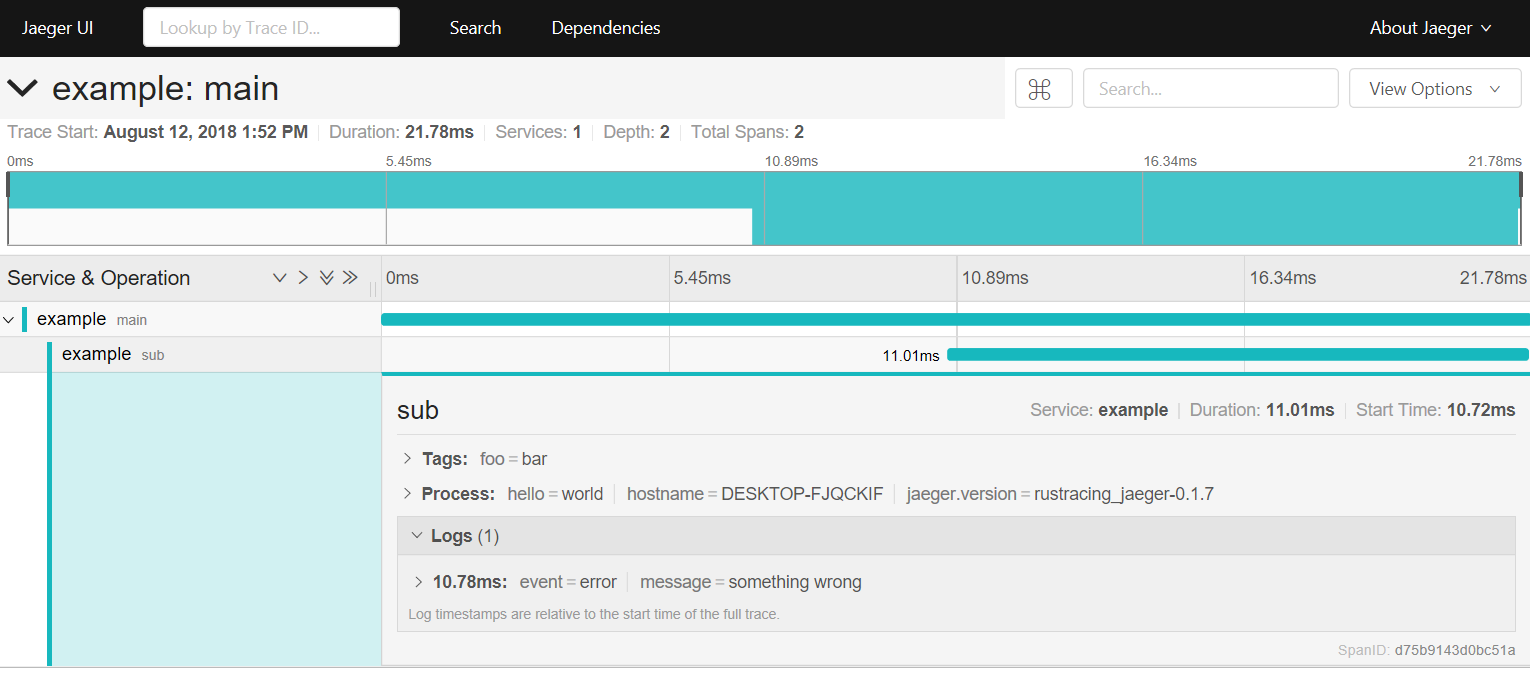 Jaeger UI Lookup by Trace ID... Search Dependencies About Jaeger
example: main ⌘ Search... View Options
Trace Start: August 12, 2018 1:52 PM Duration: 21.78ms Services: 1 Depth: 2 Total Spans: 2
0ms 5.45ms 10.89ms 16.34ms 21.78ms
Service & Operation 0ms 5.45ms 10.89ms 16.34ms 21.78ms
example main
example sub 11.01ms
sub Service: example Duration: 11.01ms Start Time: 10.72ms
Tags: foo = bar
Process: hello = world hostname = DESKTOP-FJQCKIF jaeger.version = rustracing_jaeger-0.1.7
Logs (1)
10.78ms: event = error message = something wrong
Log timestamps are relative to the start time of the full trace.
SpanID: d75b9143d0bc51a